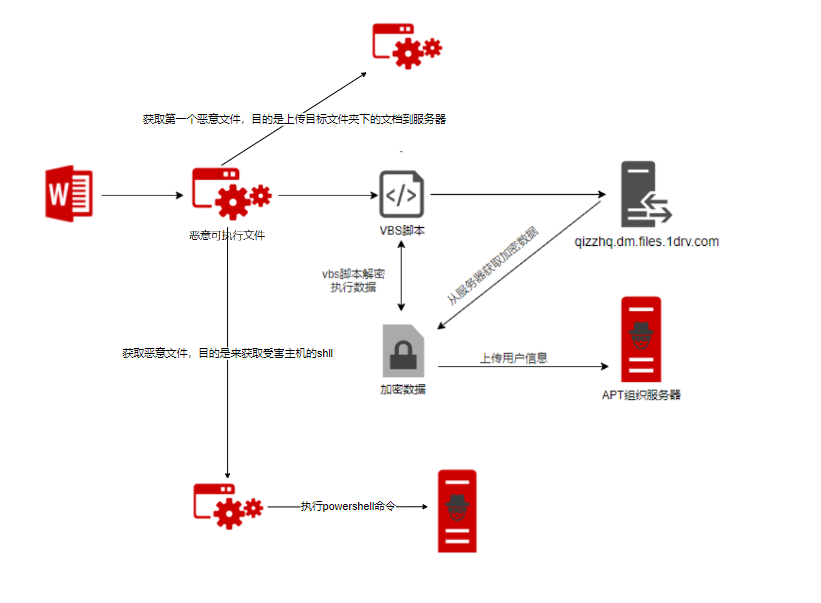 获取第一个恶意文件，目的是上传目标文件夹下的文档到服务器
W
恶意可执行文件
</>
VBS脚本
qizzhq.dm.files.1drv.com
vbs脚本解密
执行数据
从服务器获取加密数据
获取恶意文件，目的是来获取受害主机的shll
加密数据
上传用户信息
APT组织服务器
执行powershell命令